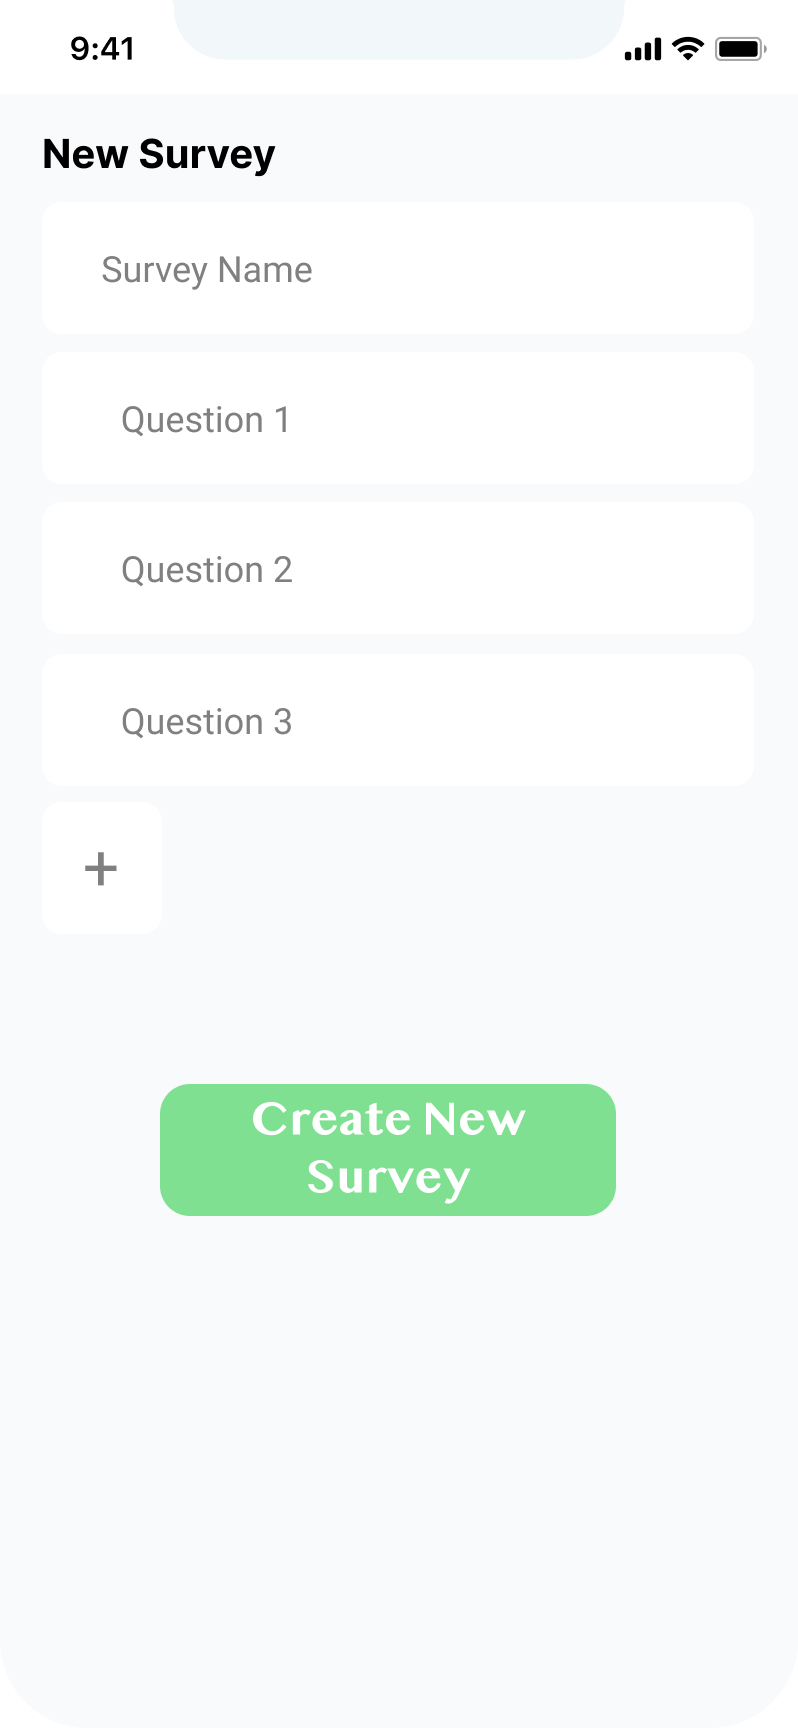 9:41
New Survey
Survey Name
Question 1
Question 2
Question 3
+
Create New
Survey